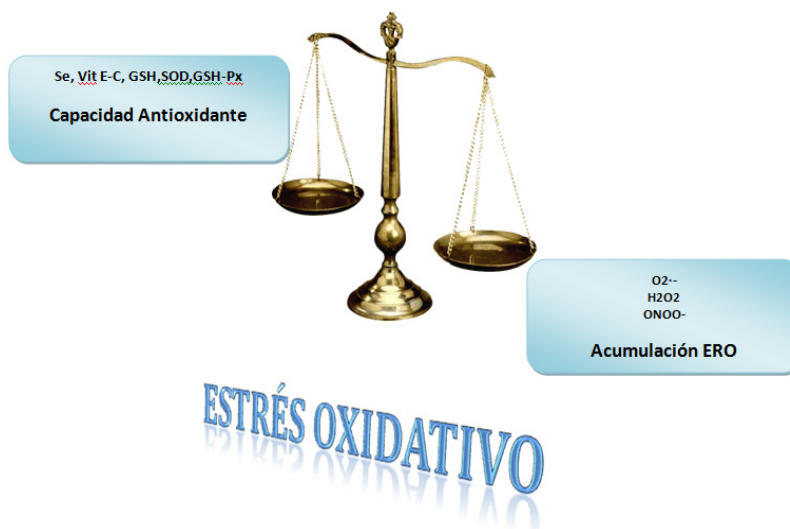 Se, Vit E-C, GSH,SOD,GSH-Px
Capacidad Antioxidante
O2·-
H2O2
ONOO-
Acumulación ERO
ESTRÉS OXIDATIVO